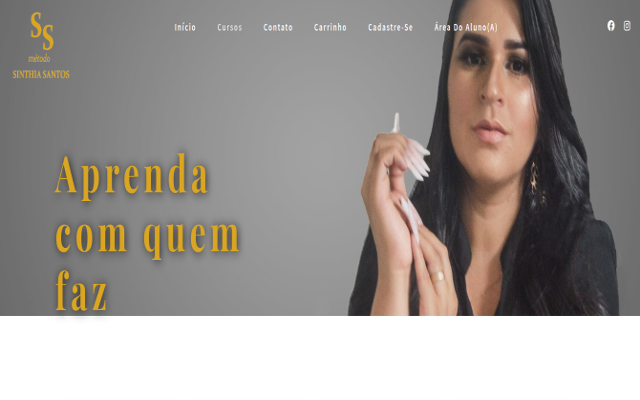 SS
método
SINTHIA SANTOS
Início Cursos Contato Carrinho Cadastre-Se Área Do Aluno(A)
Aprenda
com quem
faz